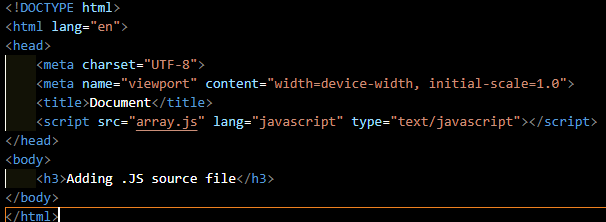 <!DOCTYPE html>
<html lang="en">
<head>
    <meta charset="UTF-8">
    <meta name="viewport" content="width=device-width, initial-scale=1.0">
    <title>Document</title>
    <script src="array.js" lang="javascript" type="text/javascript"></script>
</head>
<body>
    <h3>Adding .JS source file</h3>
</body>
</html>